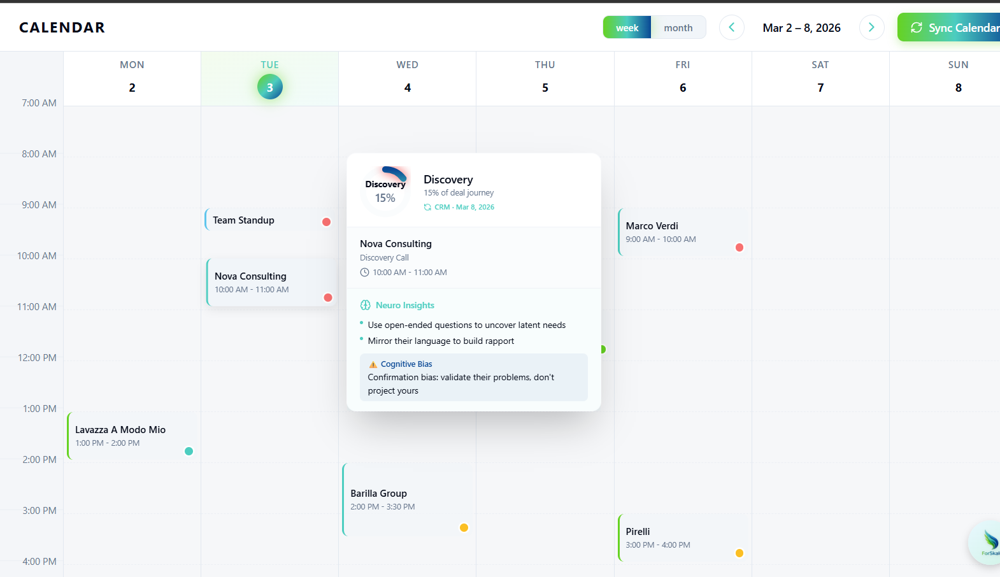 CALENDAR
week
month
Mar 2 – 8, 2026
Sync Calendar
MON
TUE
WED
THU
FRI
SAT
SUN
2
3
4
5
6
7
8
7:00 AM
8:00 AM
9:00 AM
10:00 AM
11:00 AM
12:00 PM
1:00 PM
2:00 PM
3:00 PM
4:00 PM
Team Standup
Nova Consulting
10:00 AM - 11:00 AM
Discovery
15%
Discovery
15% of deal journey
CRM · Mar 8, 2026
Nova Consulting
Discovery Call
10:00 AM - 11:00 AM
Neuro Insights
Use open-ended questions to uncover latent needs
Mirror their language to build rapport
Cognitive Bias
Confirmation bias: validate their problems, don't
project yours
Marco Verdi
9:00 AM - 10:00 AM
Lavazza A Modo Mio
1:00 PM - 2:00 PM
Barilla Group
2:00 PM - 3:30 PM
Pirelli
3:00 PM - 4:00 PM
ForSkal